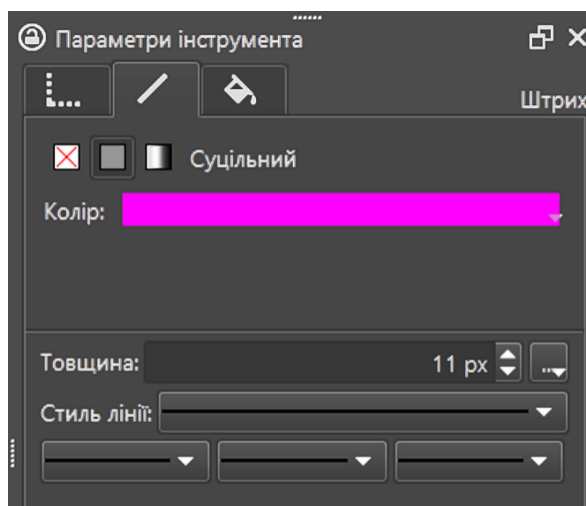 Параметри інструмента
Штрих
Суцільний
Колір:
Товщина: 11 px ...
Стиль лінії: